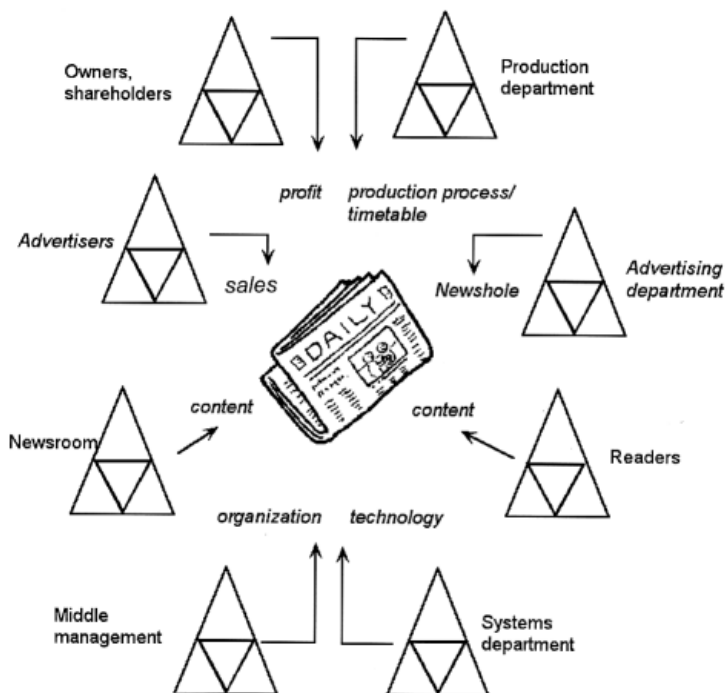 Owners,
shareholders
Production
department
profit
production process/
timetable
Advertisers
sales
Newshole
Advertising
department
DAILY
content
content
Newsroom
Readers
organization
technology
Middle
management
Systems
department